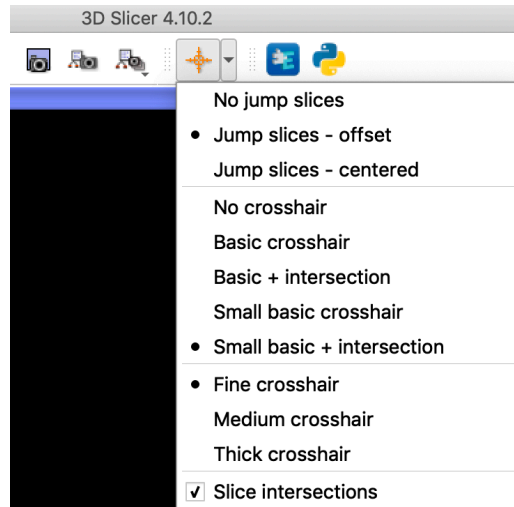 3D Slicer 4.10.2
No jump slices
Jump slices - offset
Jump slices - centered
No crosshair
Basic crosshair
Basic + intersection
Small basic crosshair
Small basic + intersection
Fine crosshair
Medium crosshair
Thick crosshair
Slice intersections